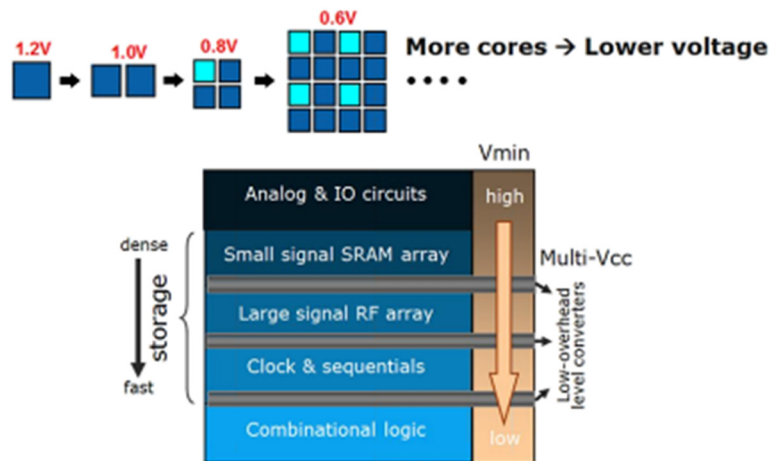 0.6V
1.2V
1.0V
0.8V
More cores → Lower voltage
• • • •
Vmin
Analog & IO circuits
high
dense
Small signal SRAM array
Multi-Vcc
storage
Large signal RF array
Low-overhead
level converters
Clock & sequentials
fast
Combinational logic
low